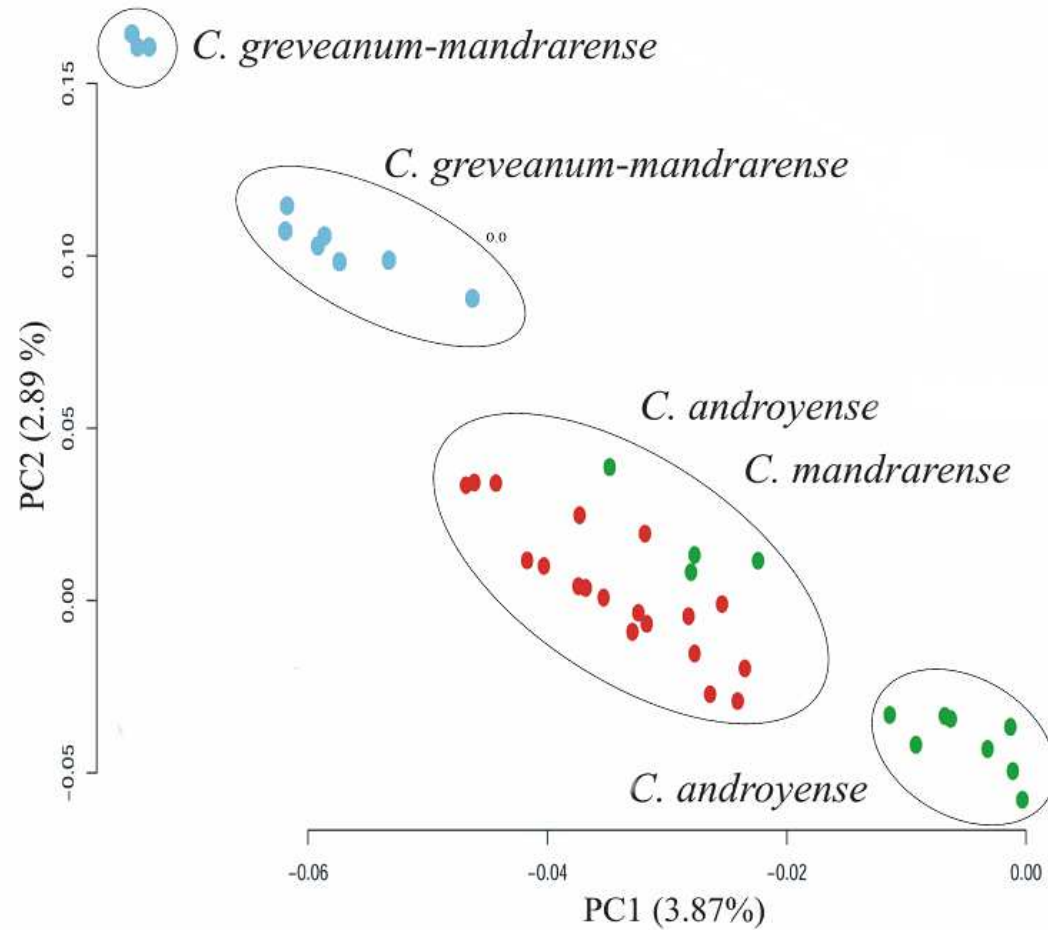 C. greveanum-mandrarense
0.15
C. greveanum-mandrarense
0.0
0.10
C. androyense
0.05
C. mandrarense
PC2 (2.89 %)
0.00
-0.05
C. androyense
-0.06
-0.04
-0.02
0.00
PC1 (3.87%)